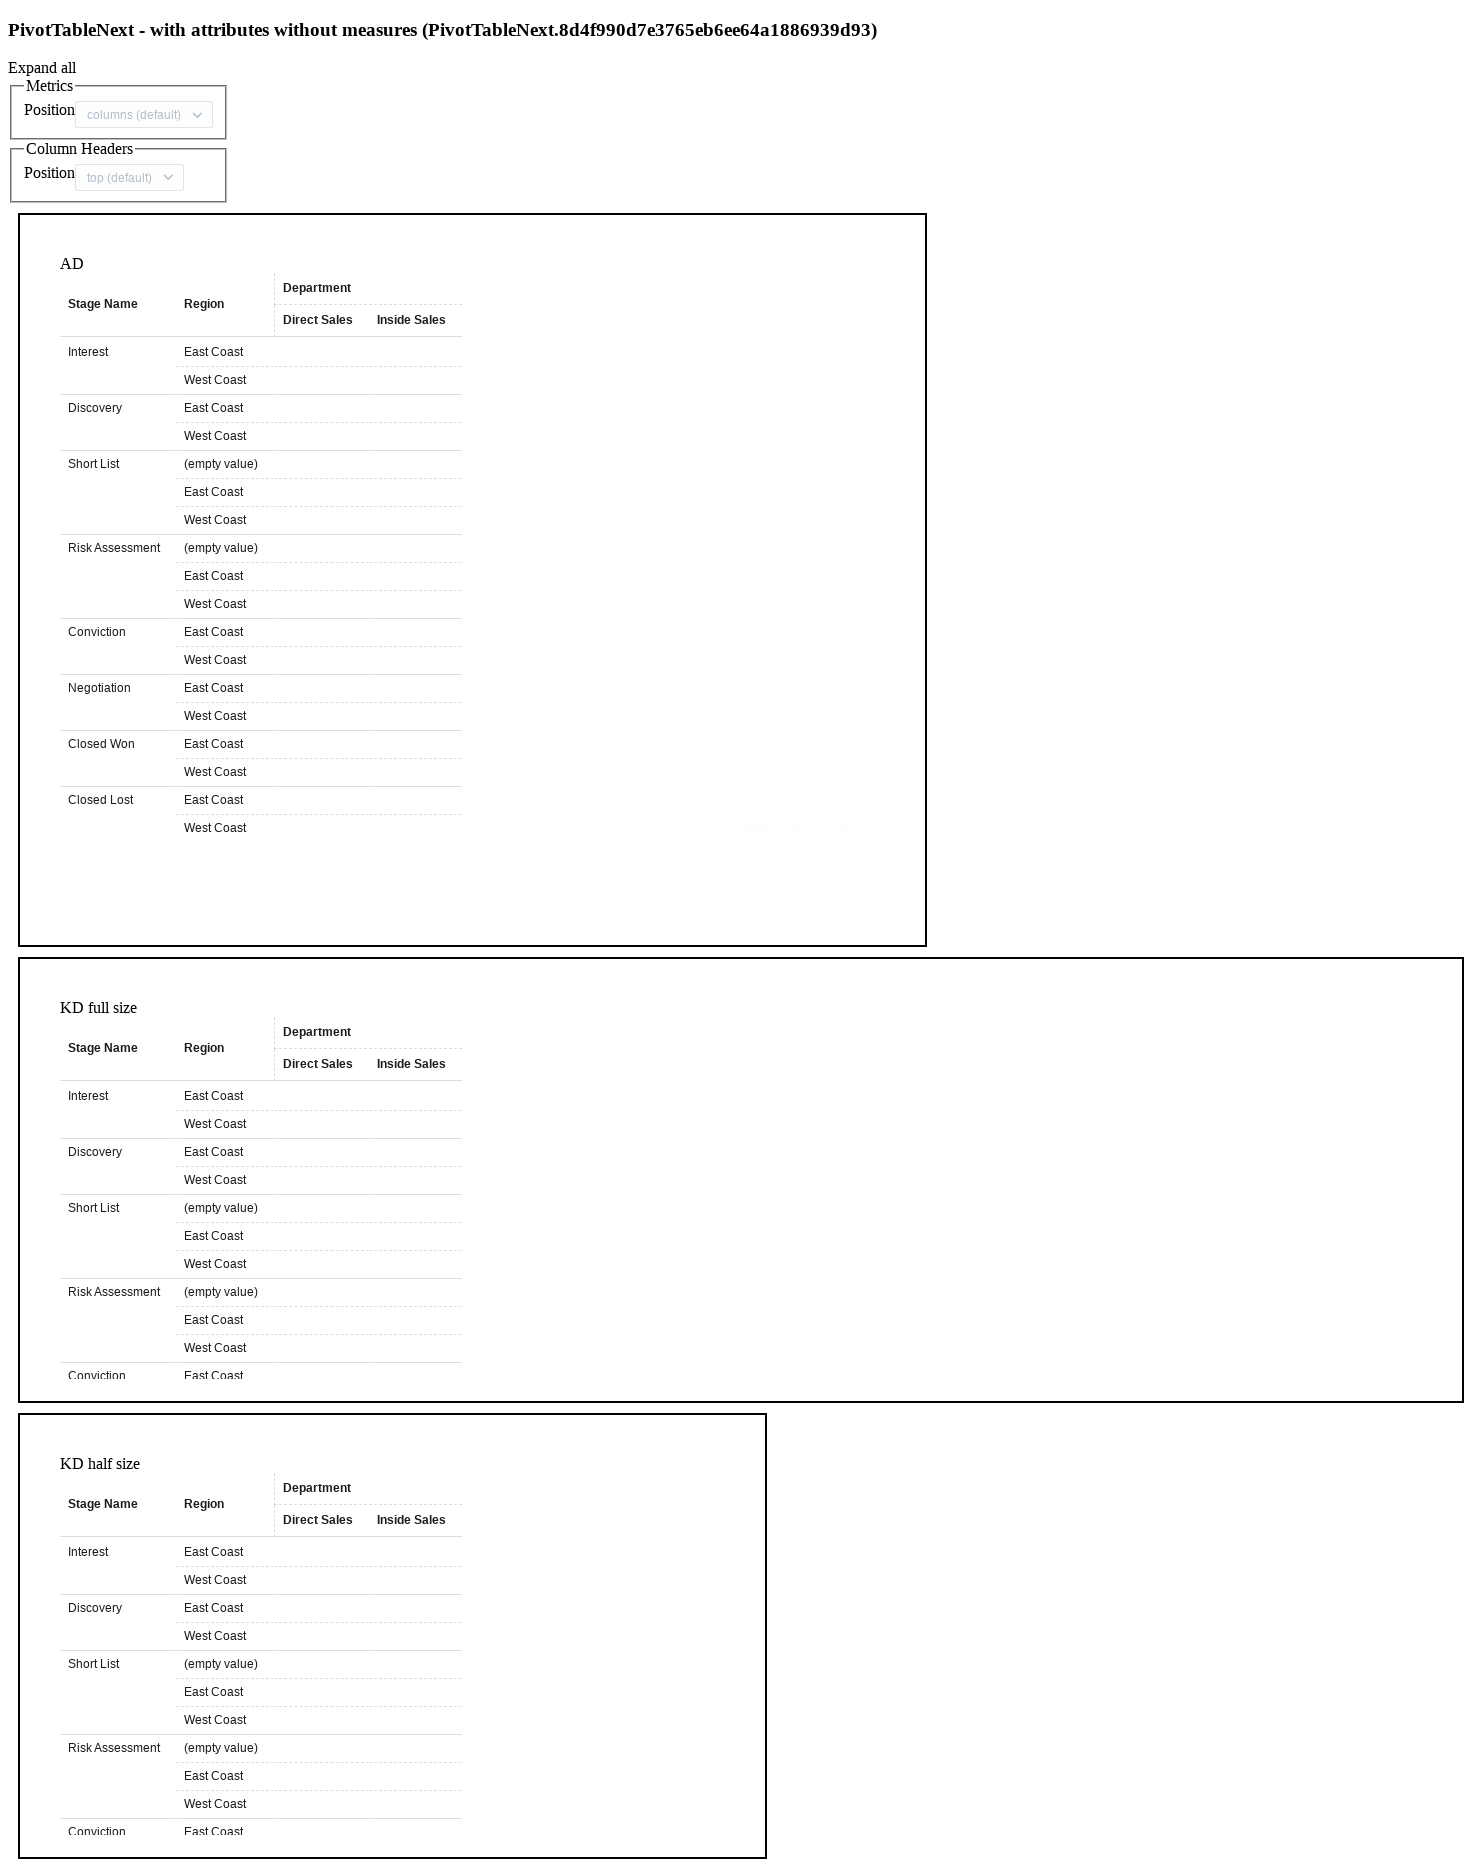 PivotTableNext - with attributes without measures (PivotTableNext.8d4f990d7e3765eb6ee64a1886939d93)
Expand all
Metrics
Position columns (default)
Column Headers
Position top (default)
AD
Department
Stage Name Region
Direct Sales Inside Sales
Interest East Coast
West Coast
Discovery East Coast
West Coast
Short List (empty value)
East Coast
West Coast
Risk Assessment (empty value)
East Coast
West Coast
Conviction East Coast
West Coast
Negotiation East Coast
West Coast
Closed Won East Coast
West Coast
Closed Lost East Coast
West Coast
KD full size
Department
Stage Name Region
Direct Sales Inside Sales
Interest East Coast
West Coast
Discovery East Coast
West Coast
Short List (empty value)
East Coast
West Coast
Risk Assessment (empty value)
East Coast
West Coast
Conviction East Coast
KD half size
Department
Stage Name Region
Direct Sales Inside Sales
Interest East Coast
West Coast
Discovery East Coast
West Coast
Short List (empty value)
East Coast
West Coast
Risk Assessment (empty value)
East Coast
West Coast
Conviction East Coast